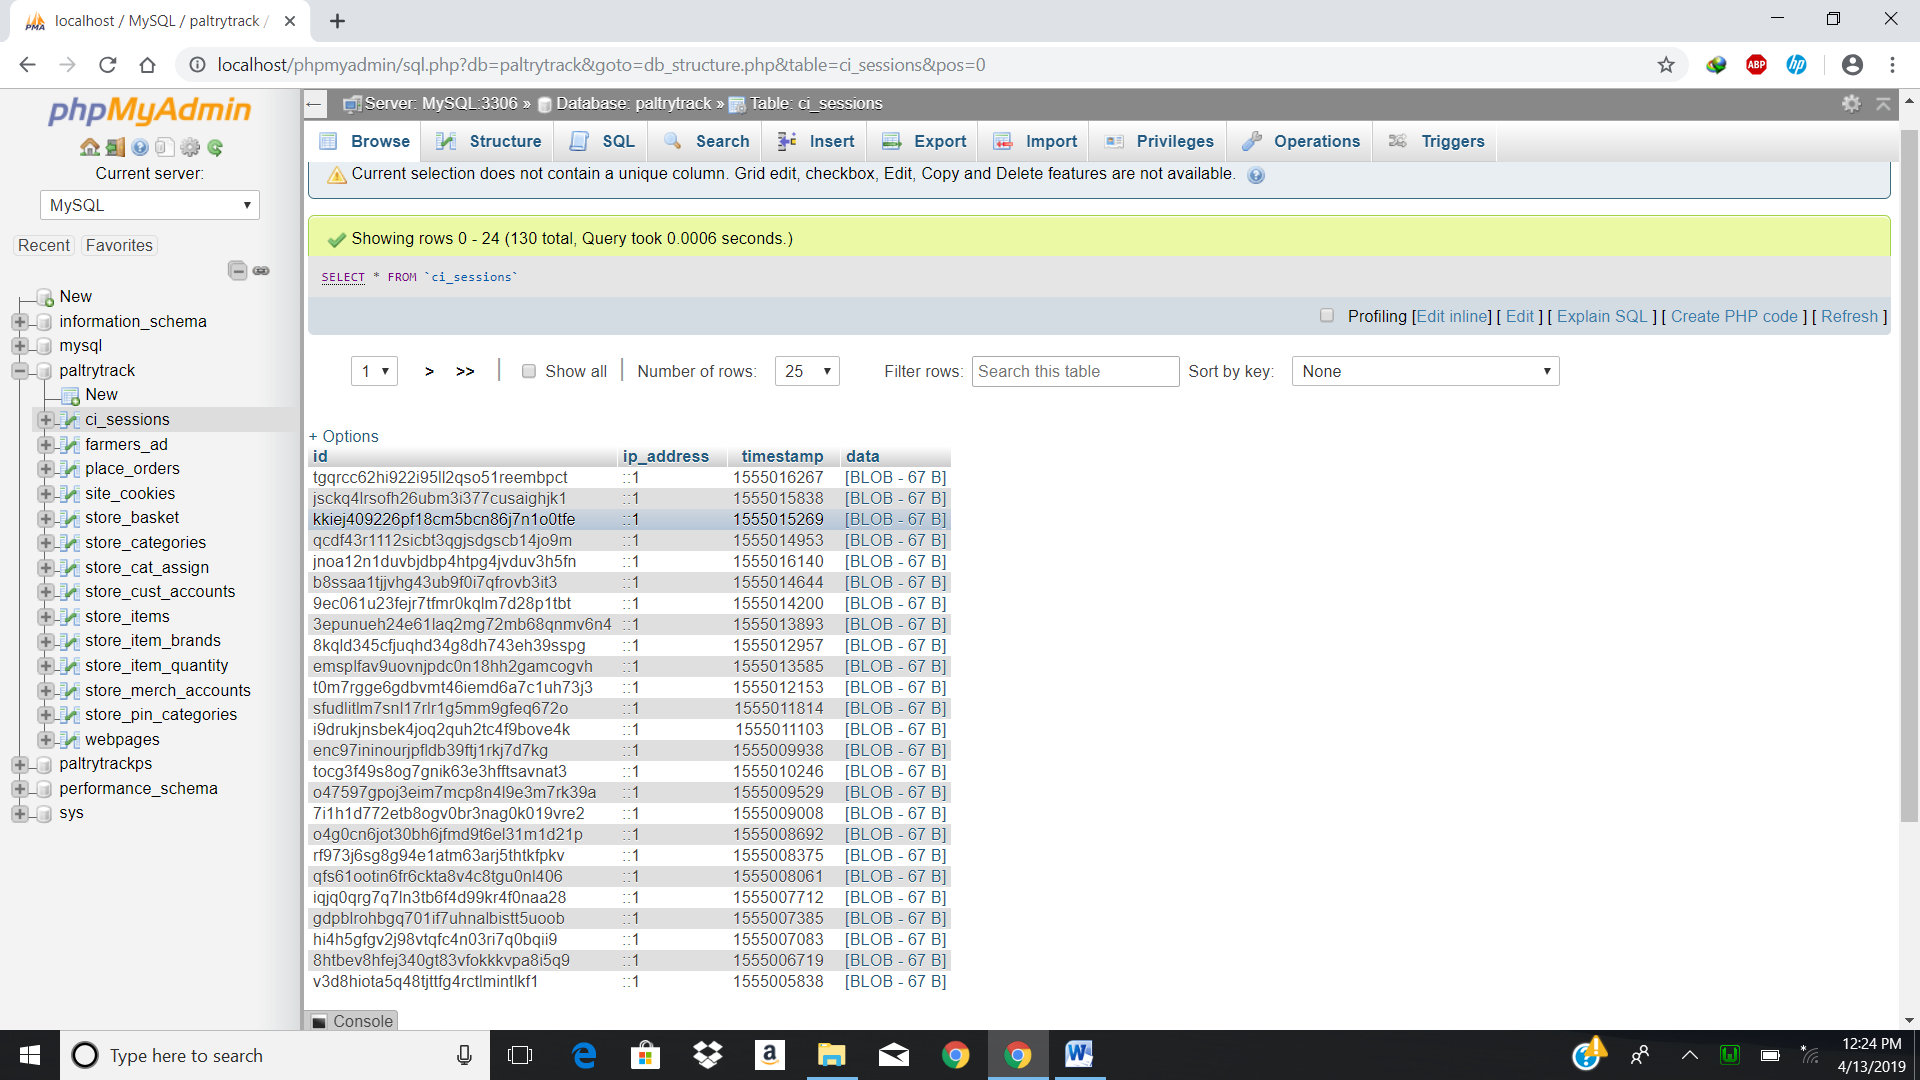 localhost / MySQL / paltrytrack /
localhost/phpmyadmin/sql.php?db=paltrytrack&goto=db_structure.php&table=ci_sessions&pos=0
ABP
hp
phpMyAdmin
Current server:
MySQL
Recent Favorites
New
information_schema
mysql
paltrytrack
New
ci_sessions
farmers_ad
place_orders
site_cookies
store_basket
store_categories
store_cat_assign
store_cust_accounts
store_items
store_item_brands
store_item_quantity
store_merch_accounts
store_pin_categories
webpages
paltrytrackps
performance_schema
sys
Server: MySQL:3306 » Database: paltrytrack » Table: ci_sessions
Browse Structure SQL Search Insert Export Import Privileges Operations Triggers
Current selection does not contain a unique column. Grid edit, checkbox, Edit, Copy and Delete features are not available.
Showing rows 0 - 24 (130 total, Query took 0.0006 seconds.)
SELECT * FROM `ci_sessions`
Profiling [Edit inline] [ Edit ] [ Explain SQL ] [ Create PHP code ] [ Refresh ]
1 > >> | Show all | Number of rows: 25 Filter rows: Search this table Sort by key: None
+ Options
id ip_address timestamp data
tgqrcc62hi922i95ll2qso51reembpct ::1 1555016267 [BLOB - 67 B]
jsckq4lrsofh26ubm3i377cusaighjk1 ::1 1555015838 [BLOB - 67 B]
kkiej409226pf18cm5bcn86j7n1o0tfe ::1 1555015269 [BLOB - 67 B]
qcdf43r1112sicbt3qgjsdgscb14jo9m ::1 1555014953 [BLOB - 67 B]
jnoa12n1duvbjdbp4htpg4jvduv3h5fn ::1 1555016140 [BLOB - 67 B]
b8ssaa1tjjvhg43ub9f0i7qfrovb3it3 ::1 1555014644 [BLOB - 67 B]
9ec061u23fejr7tfmr0kqlm7d28p1tbt ::1 1555014200 [BLOB - 67 B]
3epunueh24e61laq2mg72mb68qnmv6n4 ::1 1555013893 [BLOB - 67 B]
8kqld345cfjuqhd34g8dh743eh39sspg ::1 1555012957 [BLOB - 67 B]
emsplfav9uovnjpdc0n18hh2gamcogvh ::1 1555013585 [BLOB - 67 B]
t0m7rgge6gdbvmt46iemd6a7c1uh73j3 ::1 1555012153 [BLOB - 67 B]
sfudlitlm7snl17rlr1g5mm9gfeq672o ::1 1555011814 [BLOB - 67 B]
i9drukjnsbek4joq2quh2tc4f9bove4k ::1 1555011103 [BLOB - 67 B]
enc97ininourjpfldb39ftj1rkj7d7kg ::1 1555009938 [BLOB - 67 B]
tocg3f49s8og7gnik63e3hfftsavnat3 ::1 1555010246 [BLOB - 67 B]
o47597gpoj3eim7mcp8n4l9e3m7rk39a ::1 1555009529 [BLOB - 67 B]
7i1h1d772etb8ogv0br3nag0k019vre2 ::1 1555009008 [BLOB - 67 B]
o4g0cn6jot30bh6jfmd9t6el31m1d21p ::1 1555008692 [BLOB - 67 B]
rf973j6sg8g94e1atm63arj5thtkfpkv ::1 1555008375 [BLOB - 67 B]
qfs61ootin6fr6ckta8v4c8tgu0nl406 ::1 1555008061 [BLOB - 67 B]
iqjq0qrg7q7ln3tb6f4d99kr4f0naa28 ::1 1555007712 [BLOB - 67 B]
gdpblrohbgq701if7uhnalbistt5uoob ::1 1555007385 [BLOB - 67 B]
hi4h5gfgv2j98vtqfc4n03ri7q0bqii9 ::1 1555007083 [BLOB - 67 B]
8htbev8hfej340gt83vfokkkvpa8i5q9 ::1 1555006719 [BLOB - 67 B]
v3d8hiota5q48tjttfg4rctlmintlkf1 ::1 1555005838 [BLOB - 67 B]
Console
Type here to search
12:24 PM
4/13/2019